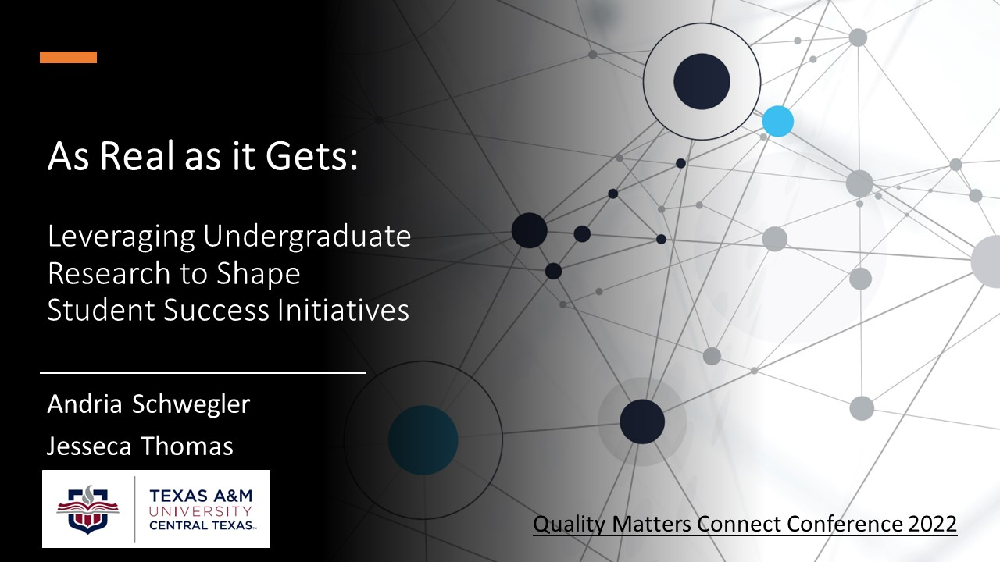 As Real as it Gets:
Leveraging Undergraduate
Research to Shape
Student Success Initiatives
Andria Schwegler
Jesseca Thomas
TEXAS A&M
UNIVERSITY
CENTRAL TEXAS™
Quality Matters Connect Conference 2022